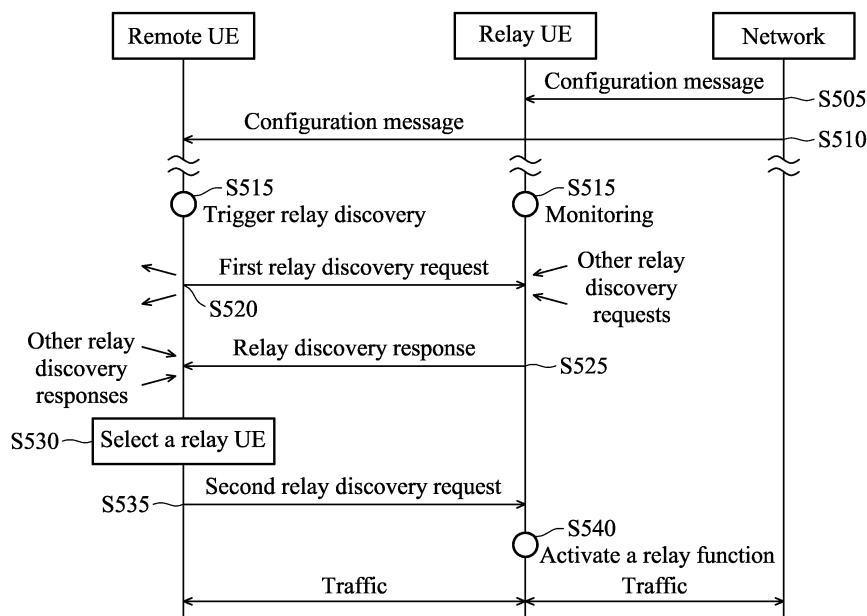 Remote UE
Relay UE
Network
Configuration message
S505
Configuration message
S510
S515
Trigger relay discovery
S515
Monitoring
First relay discovery request
S520
Other relay
discovery
requests
Other relay
discovery
responses
Relay discovery response
S525
S530
Select a relay UE
S535
Second relay discovery request
S540
Activate a relay function
Traffic
Traffic